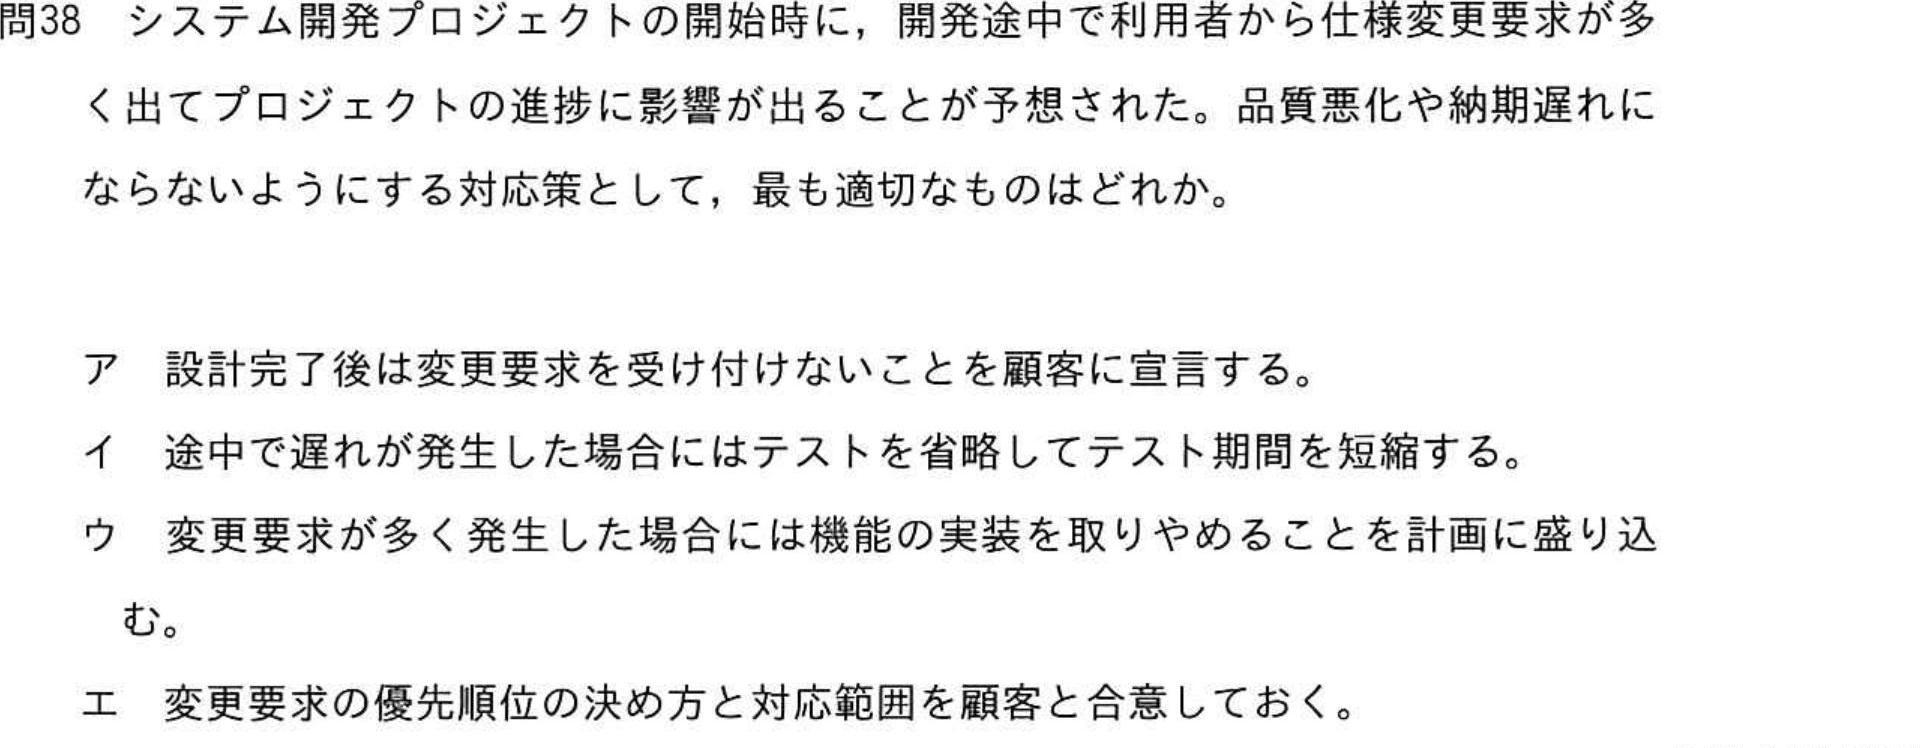 問38　システム開発プロジェクトの開始時に，開発途中で利用者から仕様変更要求が多
く出てプロジェクトの進捗に影響が出ることが予想された。品質悪化や納期遅れに
ならないようにする対応策として，最も適切なものはどれか。
ア　設計完了後は変更要求を受け付けないことを顧客に宣言する。
イ　途中で遅れが発生した場合にはテストを省略してテスト期間を短縮する。
ウ　変更要求が多く発生した場合には機能の実装を取りやめることを計画に盛り込
む。
エ　変更要求の優先順位の決め方と対応範囲を顧客と合意しておく。